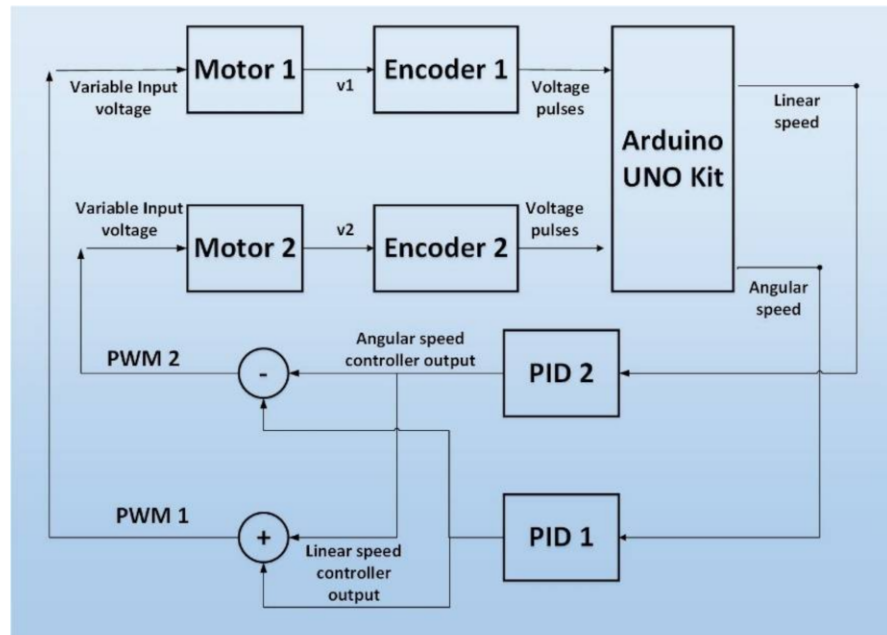 Motor 1
Encoder 1
Variable Input
voltage
v1
Voltage
pulses
Arduino
UNO Kit
Linear
speed
Variable Input
voltage
Motor 2
v2
Encoder 2
Voltage
pulses
Angular
speed
PWM 2
-
Angular speed
controller output
PID 2
PWM 1
+
Linear speed
controller
output
PID 1